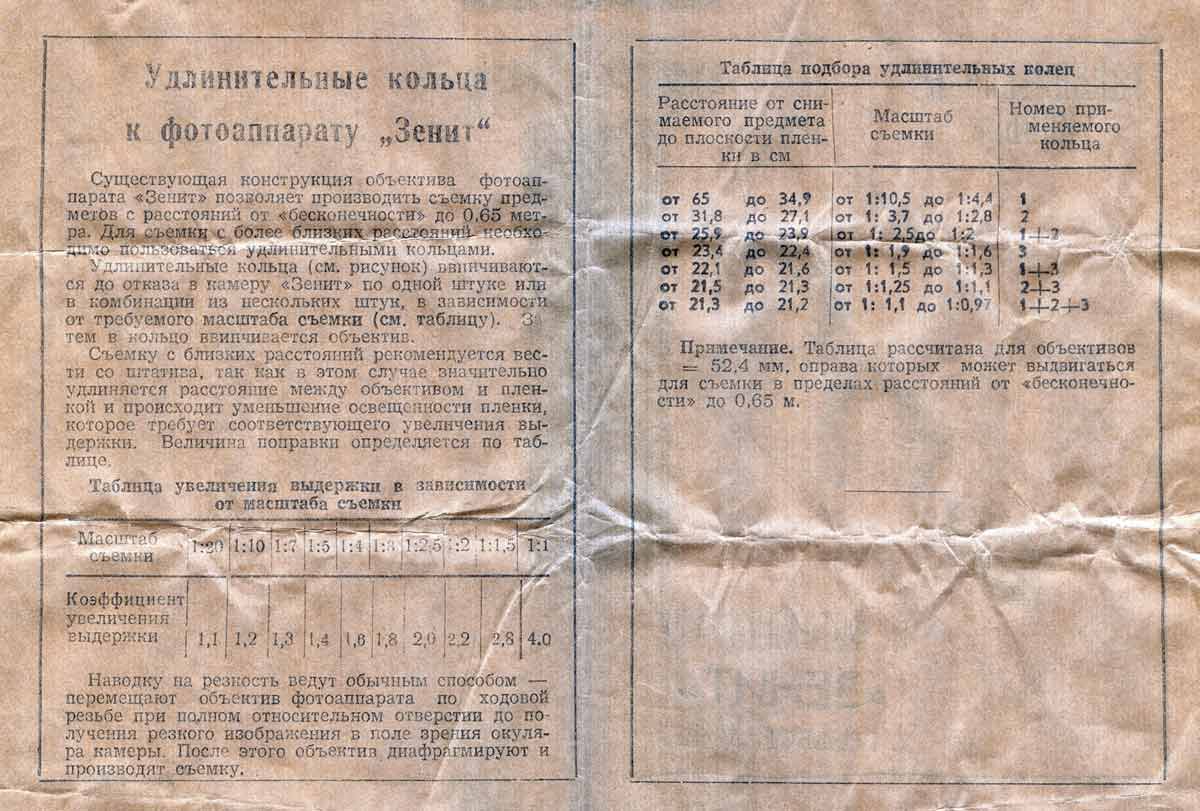 Удлинительные кольца
к фотоаппарату „Зенит“
Существующая конструкция объектива фотоап-
парата «Зенит» позволяет производить съемку пред-
метов с расстояний от «бесконечности» до 0,65 мет-
ра. Для съемки с более близких расстояний необхо-
димо пользоваться удлинительными кольцами.
Удлинительные кольца (см. рисунок) ввинчивают-
ся до отказа в камеру «Зенит» по одной штуке или
в комбинации из нескольких штук, в зависимости
от требуемого масштаба съемки (см. таблицу). За-
тем в кольцо ввинчивается объектив.
Съемку с близких расстояний рекомендуется вес-
ти со штатива, так как в этом случае значительно
удлиняется расстояние между объективом и плен-
кой и происходит уменьшение освещенности пленки,
которое требует соответствующего увеличения вы-
держки. Величина поправки определяется по таб-
лице.
Таблица увеличения выдержки в зависимости
от масштаба съемки
Масштаб
съемки 1:20 1:10 1:7 1:5 1:4 1:3 1:2,5 1:2 1:1,5 1:1
Коэффициент
увеличения
выдержки 1,1 1,2 1,3 1,4 1,6 1,8 2,0 2,2 2,8 4.0
Наводку на резкость ведут обычным способом —
перемещают объектив фотоаппарата по ходовой
резьбе при полном относительном отверстии до по-
лучения резкого изображения в поле зрения окуля-
ра камеры. После этого объектив диафрагмируют и
производят съемку.
Таблица подбора удлинительных колец
Расстояние от сни-
маемого предмета
до плоскости плен-
ки в см
Масштаб
съемки
Номер при-
меняемого
кольца
от 65 до 34,9 от 1:10,5 до 1:4,4 1
от 31,8 до 27,1 от 1: 3,7 до 1:2,8 2
от 25,9 до 23,9 от 1: 2,5до 1:2 1+2
от 23,4 до 22,4 от 1: 1,9 до 1:1,6 3
от 22,1 до 21,6 от 1: 1,5 до 1:1,3 1+3
от 21,5 до 21,3 от 1:1,25 до 1:1,1 2+3
от 21,3 до 21,2 от 1: 1,1 до 1:0,97 1+2+3
Примечание. Таблица рассчитана для объективов
= 52,4 мм, оправа которых может выдвигаться
для съемки в пределах расстояний от «бесконечно-
сти» до 0,65 м.